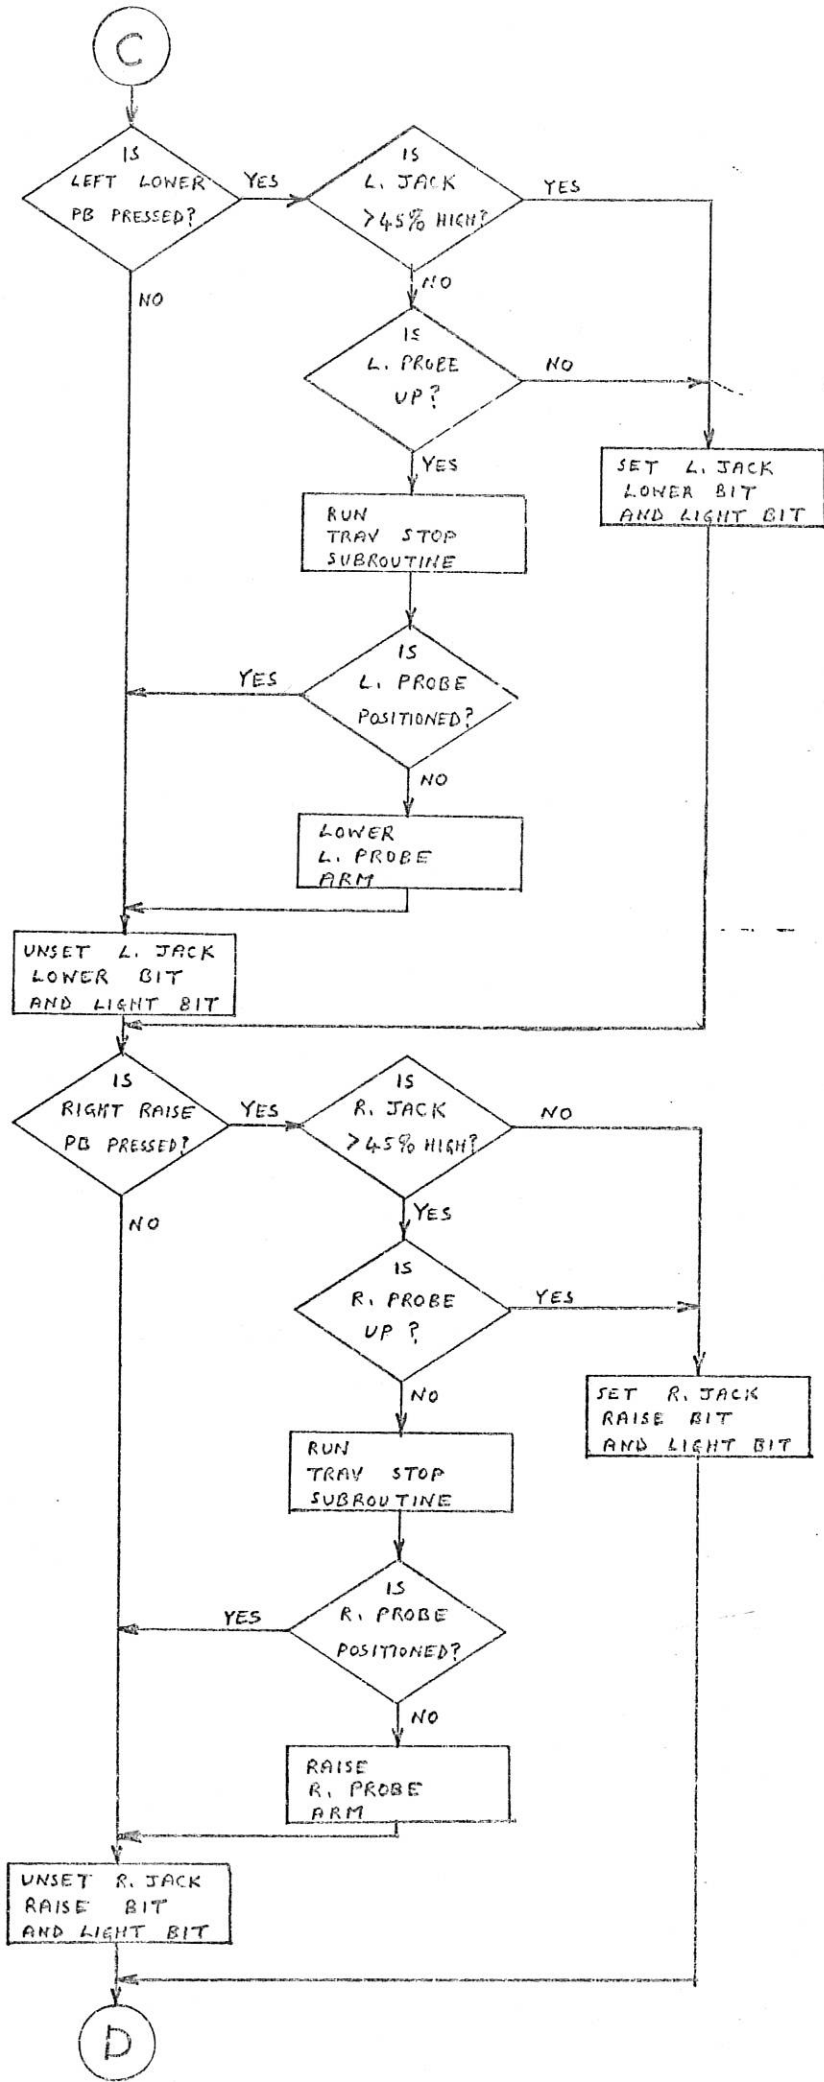 C
IS
LEFT LOWER
PB PRESSED?
YES
NO
IS
L. JACK
>45% HIGH?
YES
NO
IS
L. PROBE
UP?
NO
YES
SET L. JACK
LOWER BIT
AND LIGHT BIT
RUN
TRAV STOP
SUBROUTINE
IS
L. PROBE
POSITIONED?
YES
NO
LOWER
L. PROBE
ARM
UNSET L. JACK
LOWER BIT
AND LIGHT BIT
IS
RIGHT RAISE
PB PRESSED?
YES
NO
IS
R. JACK
>45% HIGH?
NO
YES
IS
R. PROBE
UP ?
YES
NO
SET R. JACK
RAISE BIT
AND LIGHT BIT
RUN
TRAV STOP
SUBROUTINE
IS
R. PROBE
POSITIONED?
YES
NO
RAISE
R. PROBE
ARM
UNSET R. JACK
RAISE BIT
AND LIGHT BIT
D